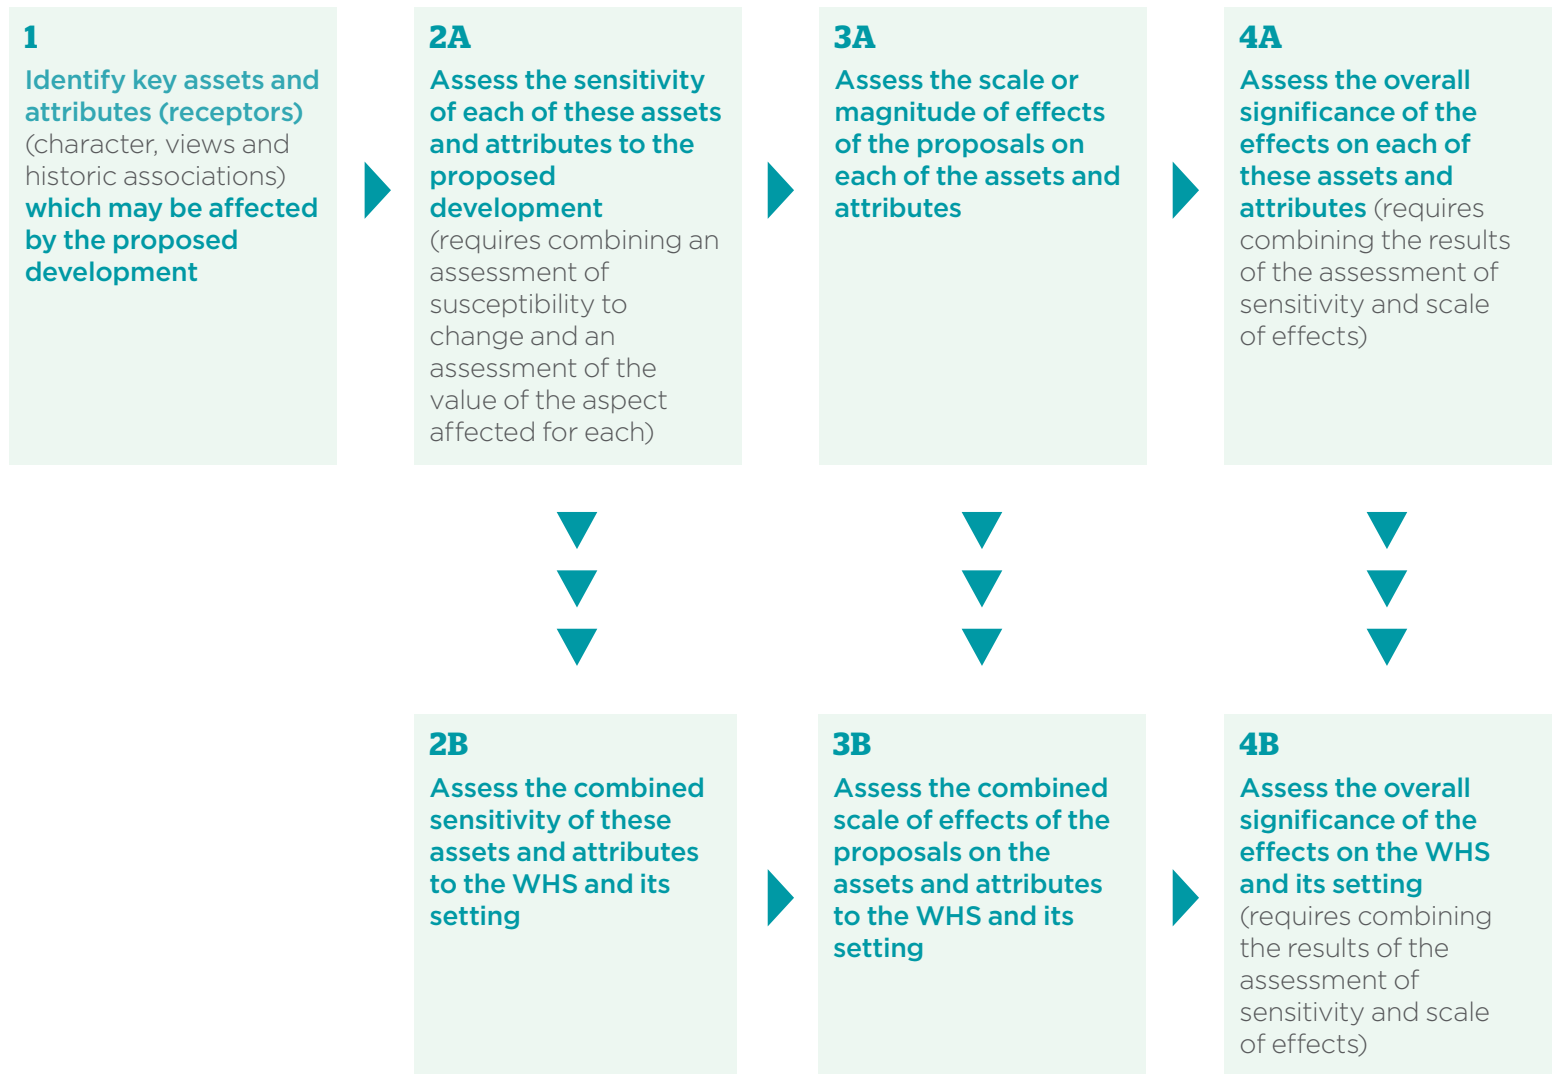 1
Identify key assets and
attributes (receptors)
(character, views and
historic associations)
which may be affected
by the proposed
development
2A
Assess the sensitivity
of each of these assets
and attributes to the
proposed
development
(requires combining an
assessment of
susceptibility to
change and an
assessment of the
value of the aspect
affected for each)
3A
Assess the scale or
magnitude of effects
of the proposals on
each of the assets and
attributes
4A
Assess the overall
significance of the
effects on each of
these assets and
attributes (requires
combining the results
of the assessment of
sensitivity and scale
of effects)
2B
Assess the combined
sensitivity of these
assets and attributes
to the WHS and its
setting
3B
Assess the combined
scale of effects of the
proposals on the
assets and attributes
to the WHS and its
setting
4B
Assess the overall
significance of the
effects on the WHS
and its setting
(requires combining
the results of the
assessment of
sensitivity and scale
of effects)